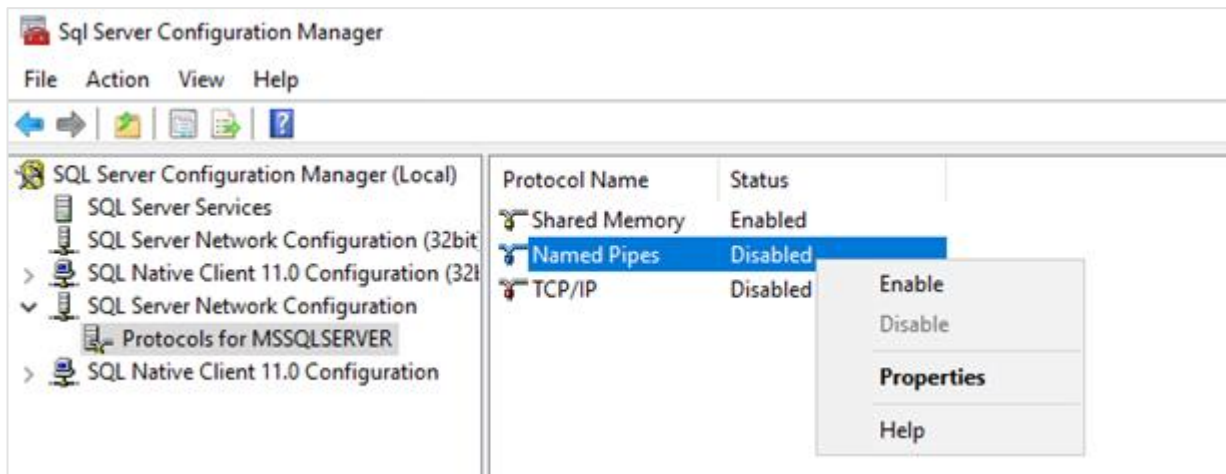 Sql Server Configuration Manager
File Action View Help
SQL Server Configuration Manager (Local)
SQL Server Services
SQL Server Network Configuration (32bit
SQL Native Client 11.0 Configuration (32b
SQL Server Network Configuration
Protocols for MSSQLSERVER
SQL Native Client 11.0 Configuration
Protocol Name Status
Shared Memory Enabled
Named Pipes Disabled
TCP/IP Disabled
Enable
Disable
Properties
Help